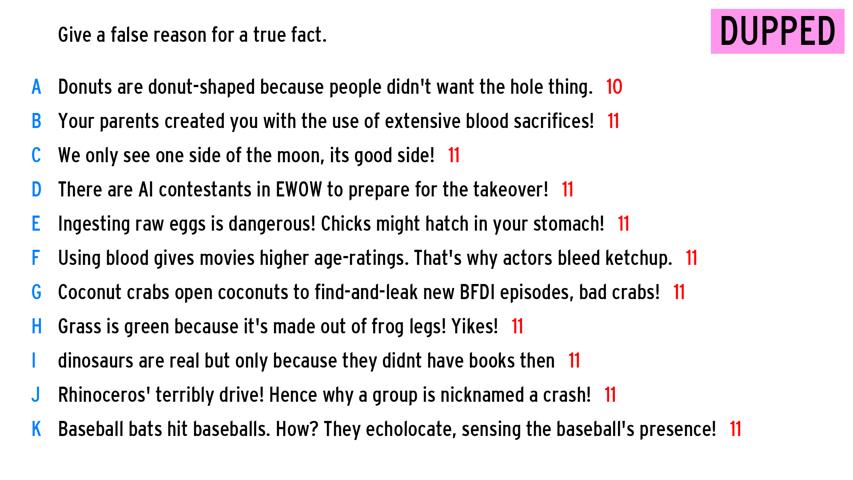 Give a false reason for a true fact.
DUPPED
A Donuts are donut-shaped because people didn't want the hole thing. 10
B Your parents created you with the use of extensive blood sacrifices! 11
C We only see one side of the moon, its good side! 11
D There are AI contestants in EWOW to prepare for the takeover! 11
E Ingesting raw eggs is dangerous! Chicks might hatch in your stomach! 11
F Using blood gives movies higher age-ratings. That's why actors bleed ketchup. 11
G Coconut crabs open coconuts to find-and-leak new BFDI episodes, bad crabs! 11
H Grass is green because it's made out of frog legs! Yikes! 11
I dinosaurs are real but only because they didnt have books then 11
J Rhinoceros' terribly drive! Hence why a group is nicknamed a crash! 11
K Baseball bats hit baseballs. How? They echolocate, sensing the baseball's presence! 11